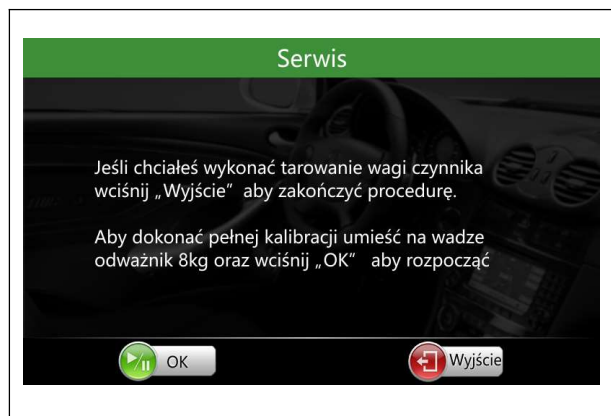 Serwis
Jeśli chciałeś wykonać tarowanie wagi czynnika
wciśnij „Wyjście” aby zakończyć procedurę.
Aby dokonać pełnej kalibracji umieść na wadze
odważnik 8kg oraz wciśnij „OK” aby rozpocząć
OK
Wyjście